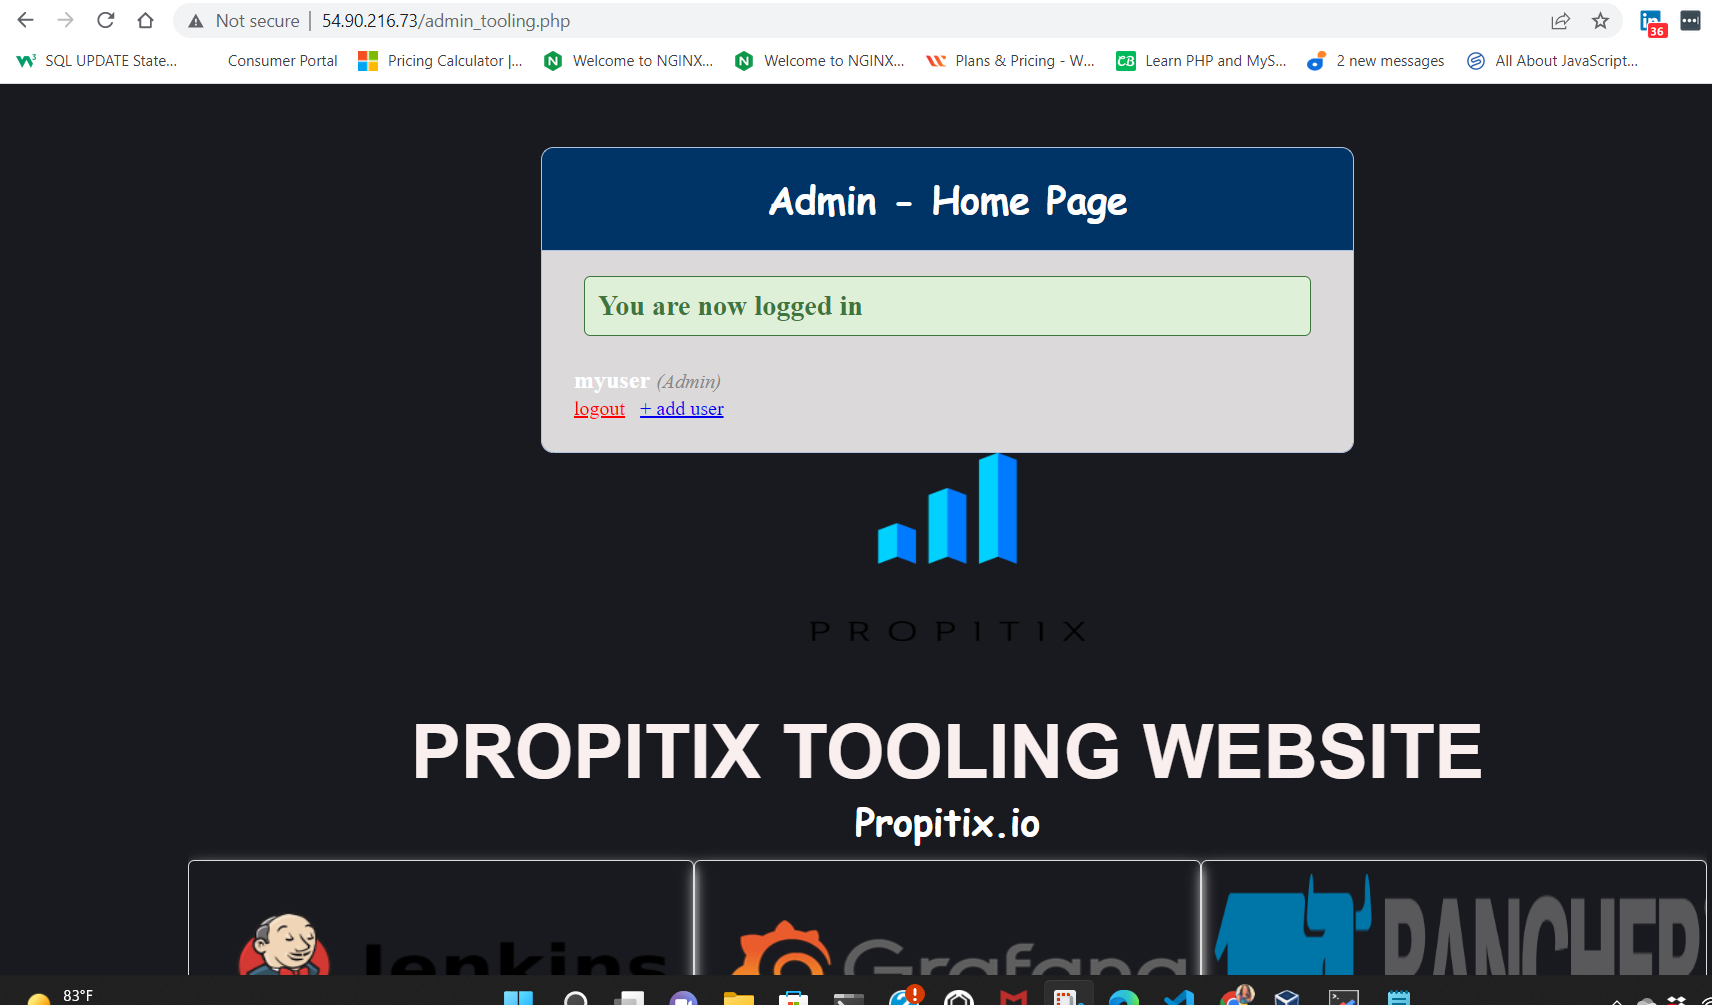 Not secure | 54.90.216.73/admin_tooling.php
36
SQL UPDATE State... Consumer Portal Pricing Calculator |... Welcome to NGINX... Welcome to NGINX... Plans & Pricing - W... CB Learn PHP and MyS... 2 new messages All About JavaScript...
Admin - Home Page
You are now logged in
myuser (Admin)
logout + add user
PROPITIX
PROPITIX TOOLING WEBSITE
Propitix.io
Jenkins Grafana RANCHER
83°F